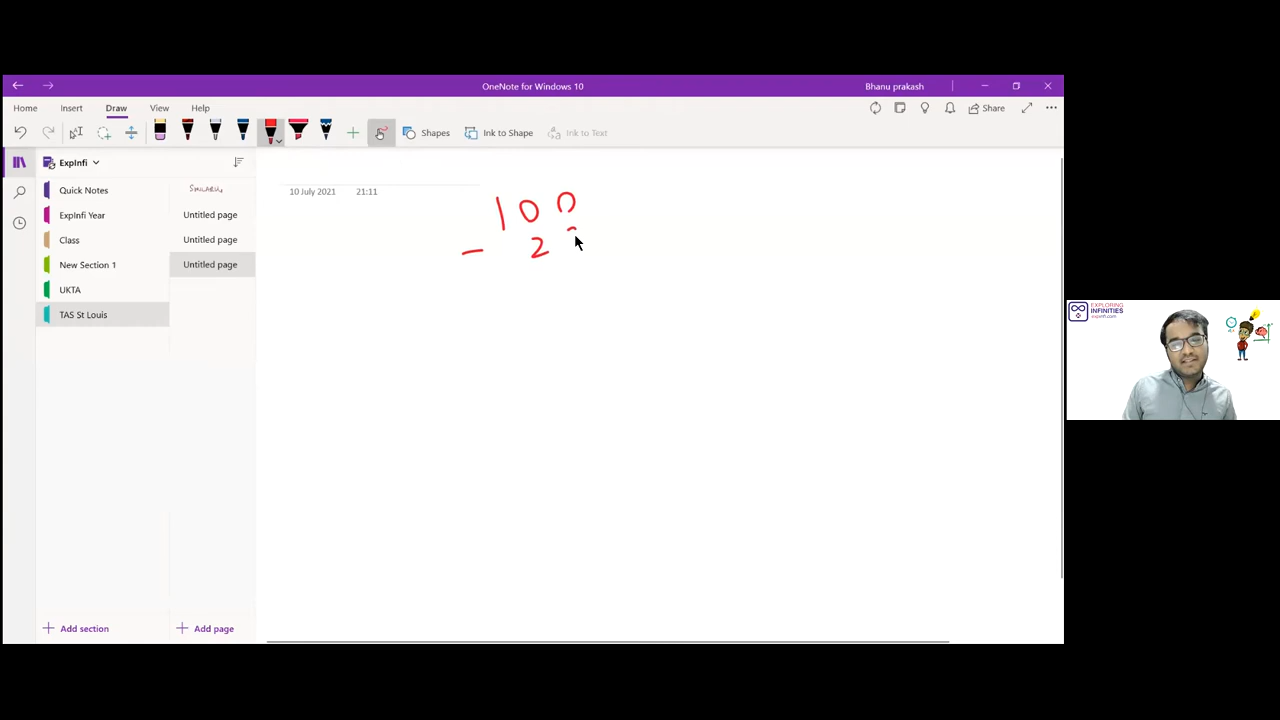 OneNote for Windows 10
Bhanu prakash
Home Insert Draw View Help
Share
Shapes
Ink to Shape
Ink to Text
ExpInfi
Quick Notes
ExpInfi Year
Class
New Section 1
UKTA
TAS St Louis
Untitled page
Untitled page
Untitled page
10 July 2021 21:11
100
- 2
EXPLORING
INFINITIES
expinfi.com
+ Add section
+ Add page